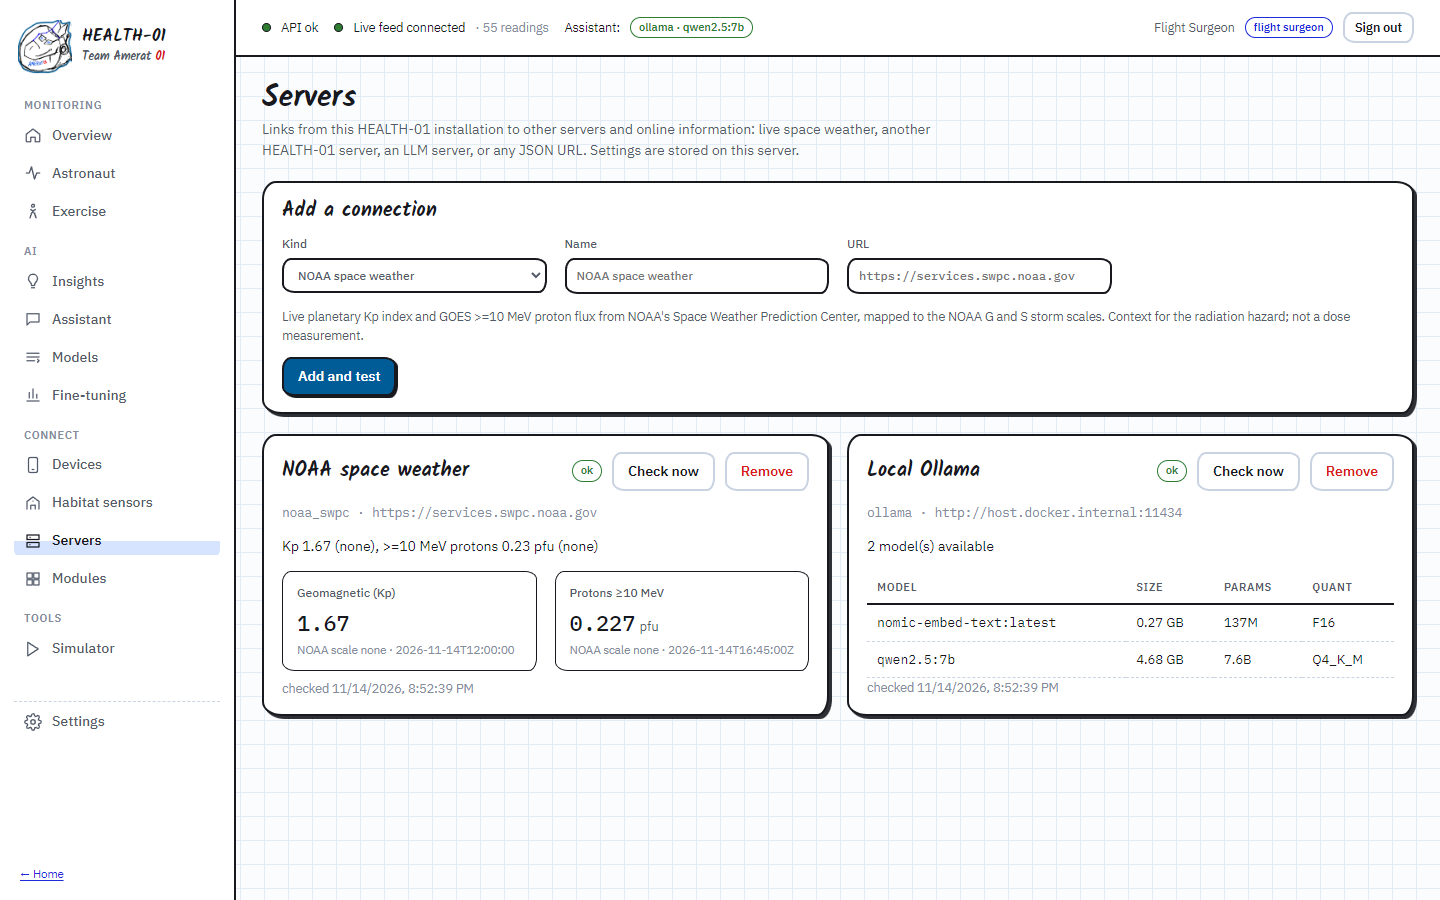 HEALTH-01
Team Amerat 01
MONITORING
Overview
Astronaut
Exercise
AI
Insights
Assistant
Models
Fine-tuning
CONNECT
Devices
Habitat sensors
Servers
Modules
TOOLS
Simulator
Settings
← Home
API ok Live feed connected · 55 readings Assistant: ollama · qwen2.5:7b Flight Surgeon flight surgeon Sign out
Servers
Links from this HEALTH-01 installation to other servers and online information: live space weather, another
HEALTH-01 server, an LLM server, or any JSON URL. Settings are stored on this server.
Add a connection
Kind Name URL
NOAA space weather NOAA space weather https://services.swpc.noaa.gov
Live planetary Kp index and GOES >=10 MeV proton flux from NOAA's Space Weather Prediction Center, mapped to the NOAA G and S storm scales. Context for the radiation hazard; not a dose
measurement.
Add and test
NOAA space weather ok Check now Remove
noaa_swpc · https://services.swpc.noaa.gov
Kp 1.67 (none), >=10 MeV protons 0.23 pfu (none)
Geomagnetic (Kp)
1.67
NOAA scale none · 2026-11-14T12:00:00
Protons ≥10 MeV
0.227 pfu
NOAA scale none · 2026-11-14T16:45:00Z
checked 11/14/2026, 8:52:39 PM
Local Ollama ok Check now Remove
ollama · http://host.docker.internal:11434
2 model(s) available
MODEL SIZE PARAMS QUANT
nomic-embed-text:latest 0.27 GB 137M F16
qwen2.5:7b 4.68 GB 7.6B Q4_K_M
checked 11/14/2026, 8:52:39 PM